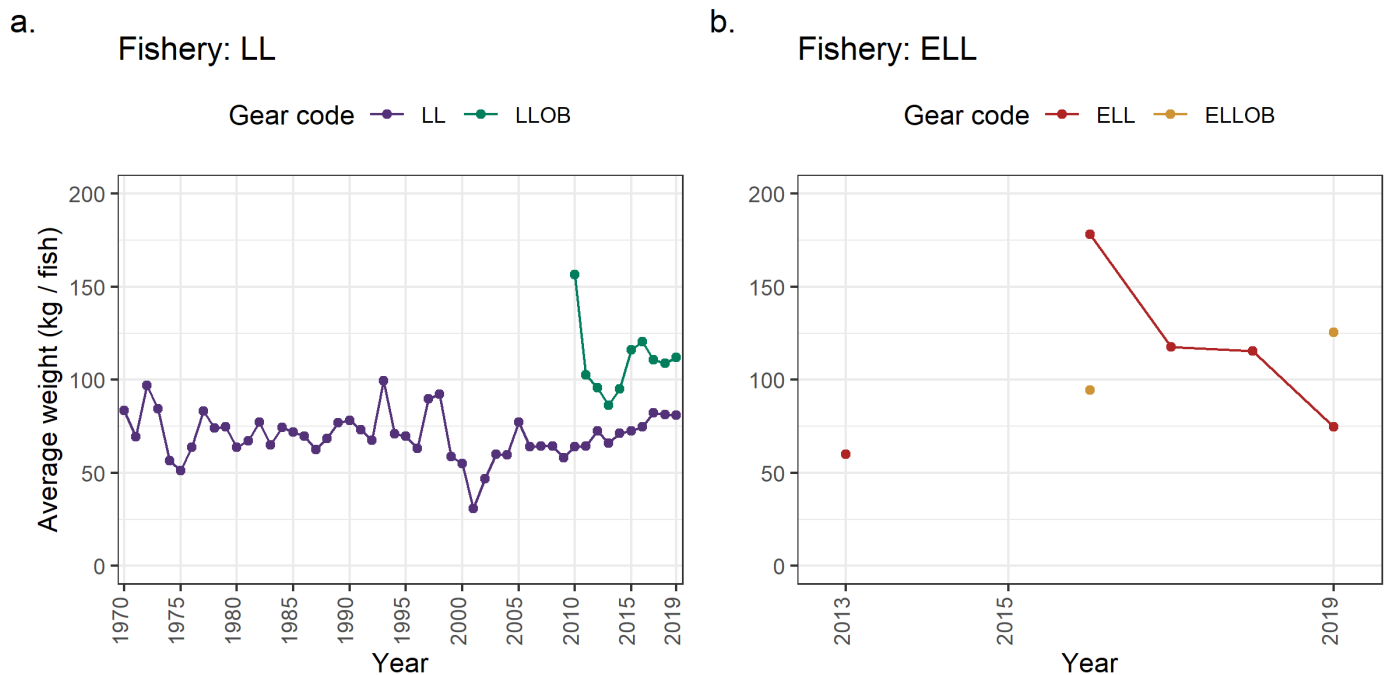 a.
Fishery: LL
Gear code LL LLOB
Average weight (kg / fish)
200
150
100
50
0
1970 1975 1980 1985 1990 1995 2000 2005 2010 2015 2019
Year
b.
Fishery: ELL
Gear code ELL ELLOB
200
150
100
50
0
2013 2015 2019
Year